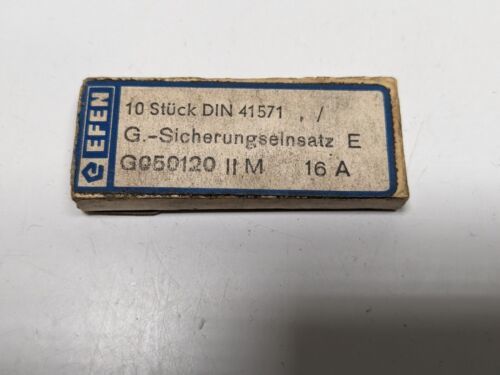 EFEN
10 Stück DIN 41571 , /
G.-Sicherungseinsatz E
G050120 II M 16 A